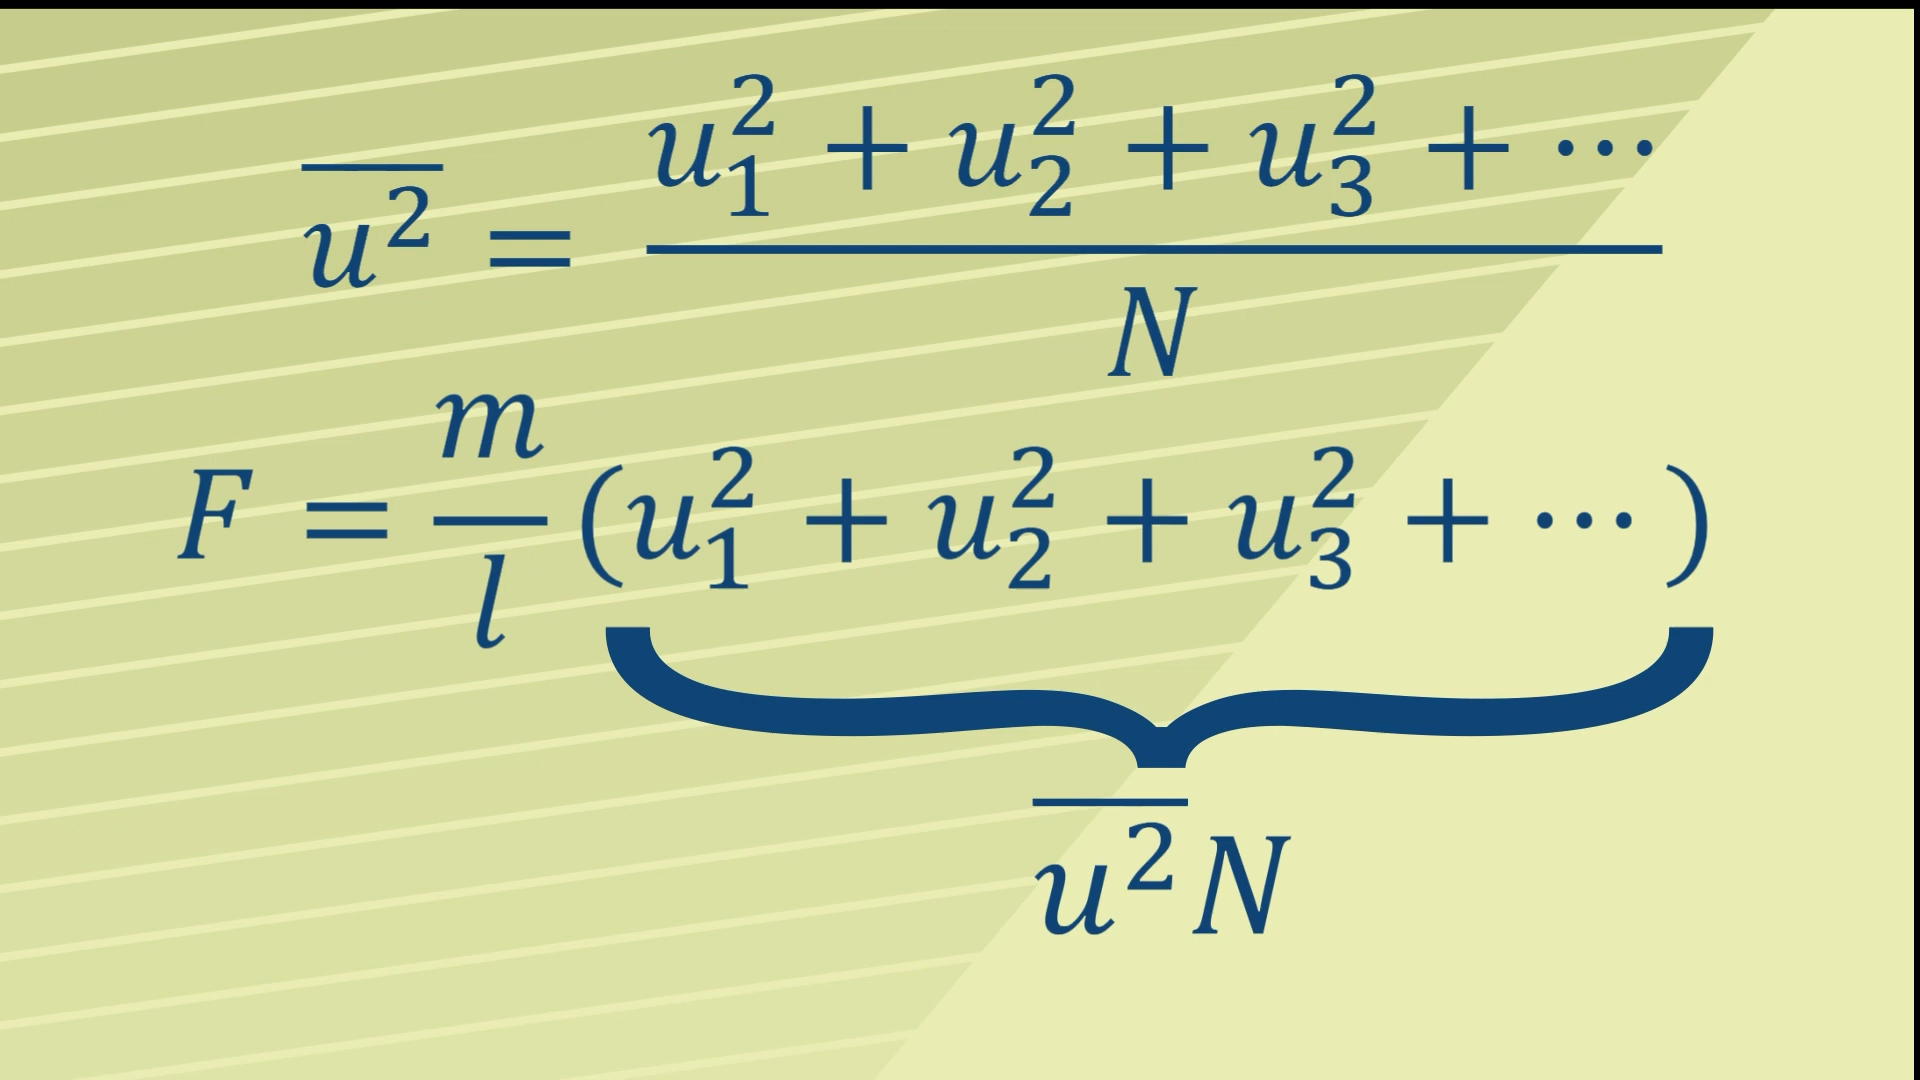 $\overline{u^2} = \frac{u_1^2 + u_2^2 + u_3^2 + \cdots}{N}$
$F = \frac{m}{l}(u_1^2 + u_2^2 + u_3^2 + \cdots)$
$\overline{u^2}N$